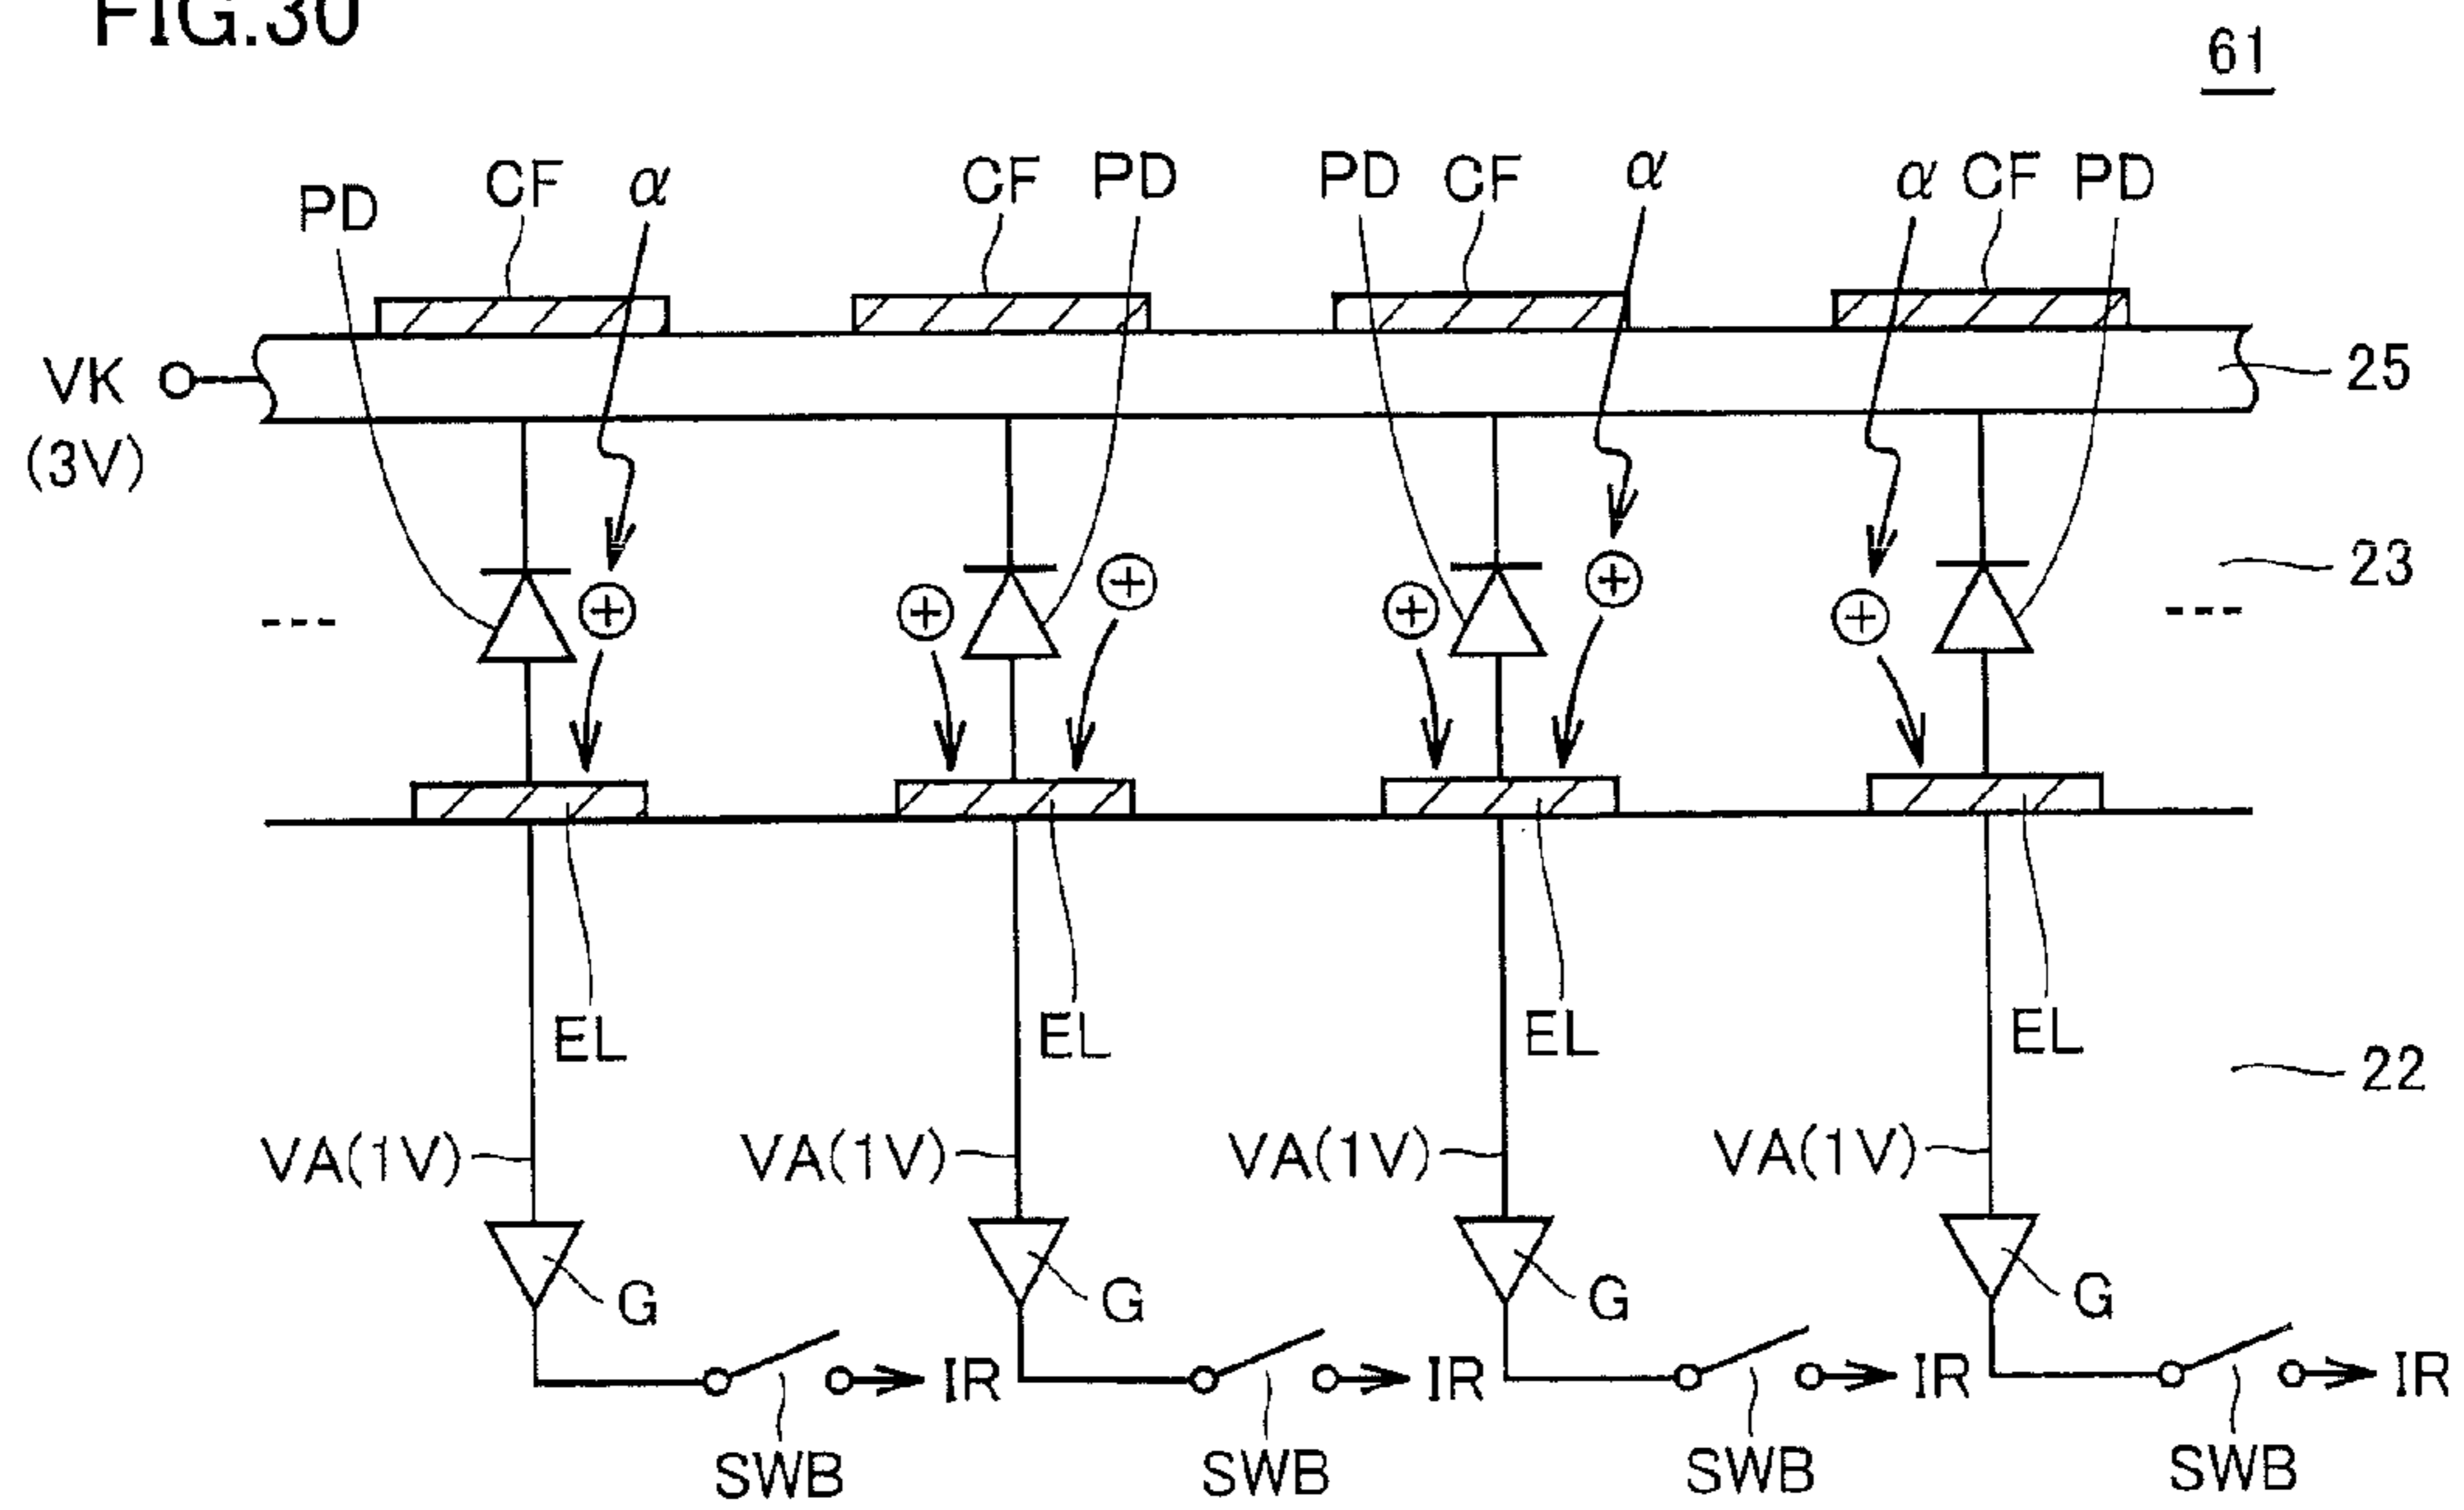 FIG.30
61
PD CF α CF PD PD CF α α CF PD
VK
(3V)
25
23
--- ---
EL EL EL EL
22
VA(1V) VA(1V) VA(1V) VA(1V)
G G G G
IR IR IR IR
SWB SWB SWB SWB